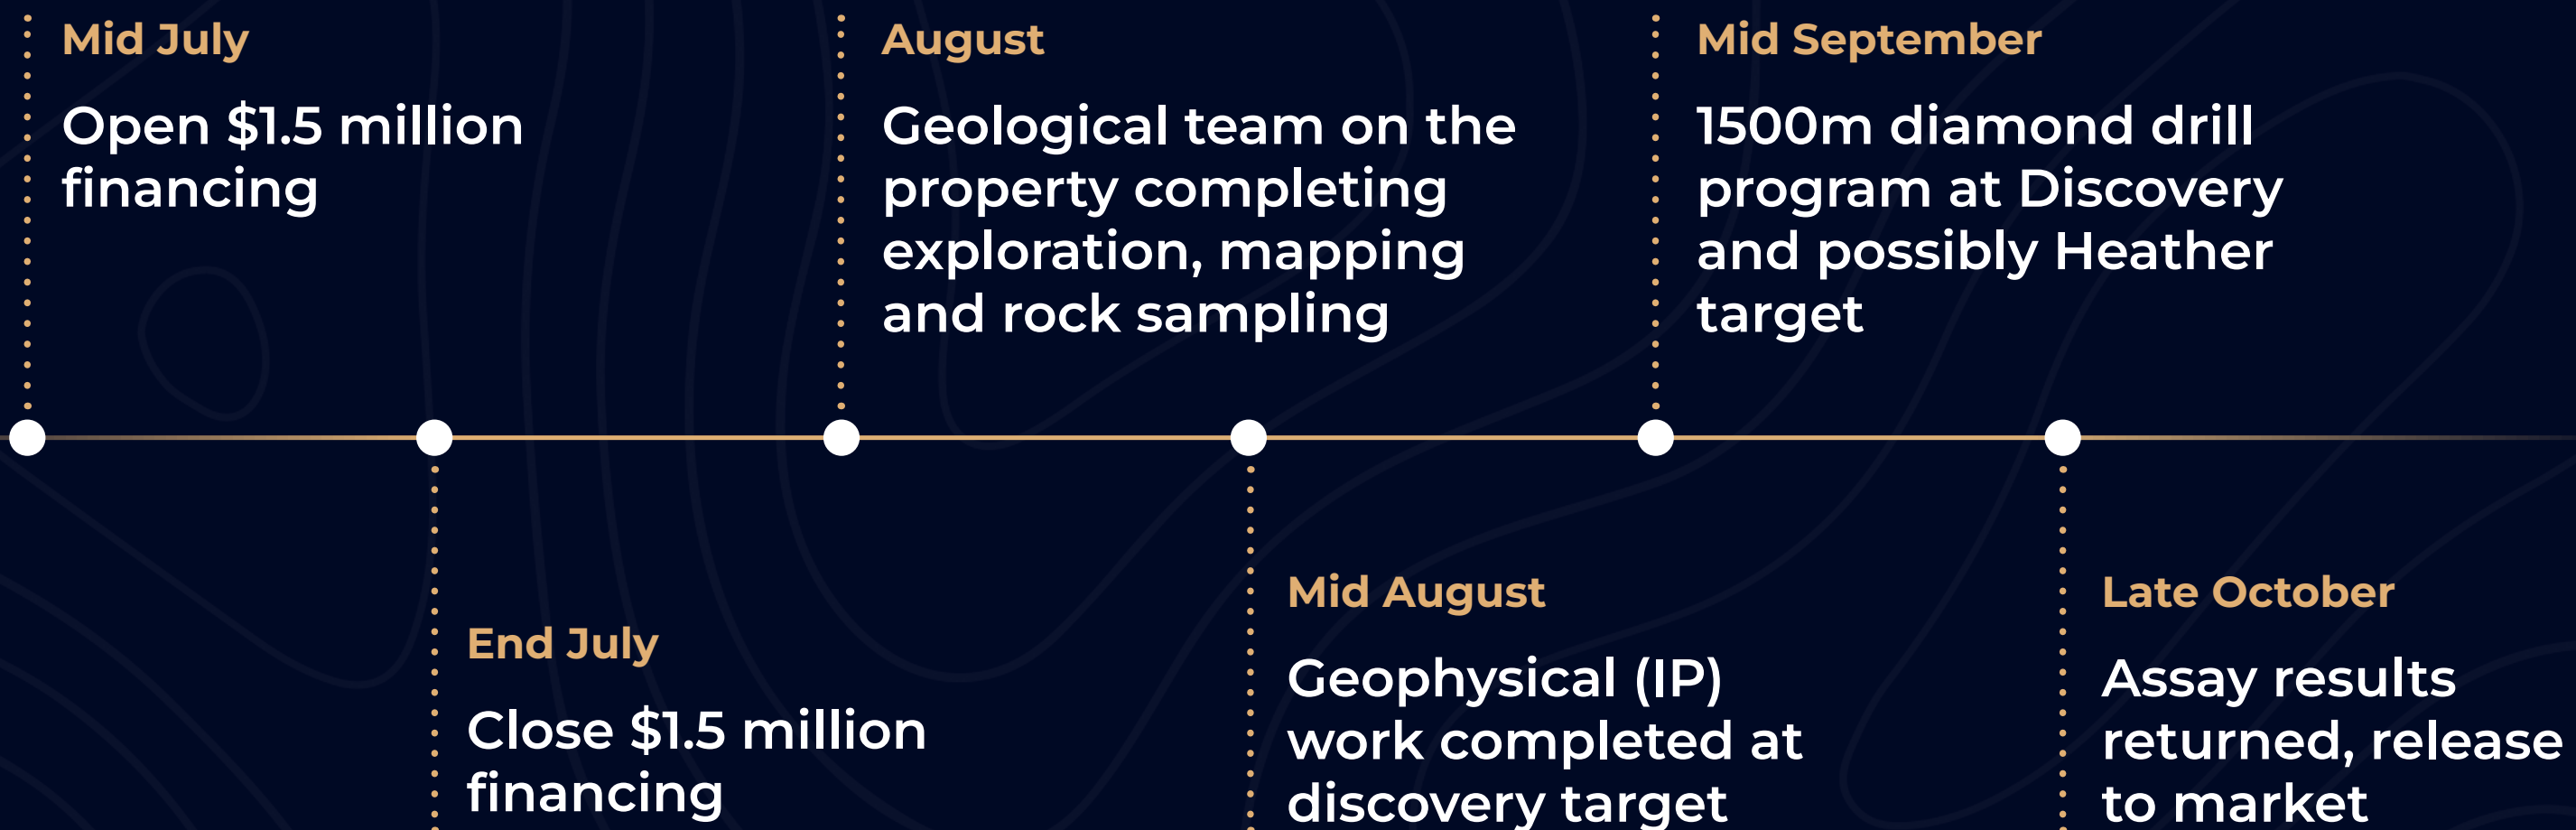 Mid July
Open $1.5 million
financing
End July
Close $1.5 million
financing
August
Geological team on the
property completing
exploration, mapping
and rock sampling
Mid August
Geophysical (IP)
work completed at
discovery target
Mid September
1500m diamond drill
program at Discovery
and possibly Heather
target
Late October
Assay results
returned, release
to market